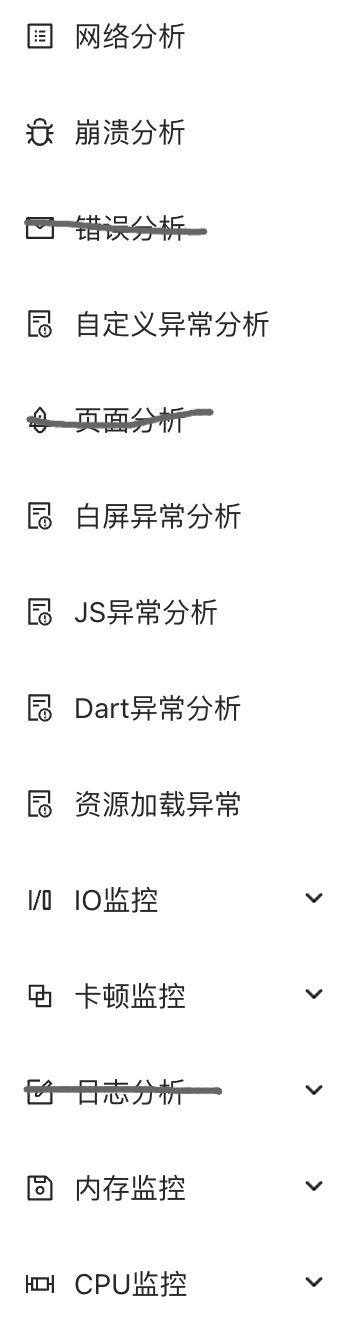 网络分析
崩溃分析
错误分析
自定义异常分析
页面分析
白屏异常分析
JS异常分析
Dart异常分析
资源加载异常
IO监控
卡顿监控
日志分析
内存监控
CPU监控